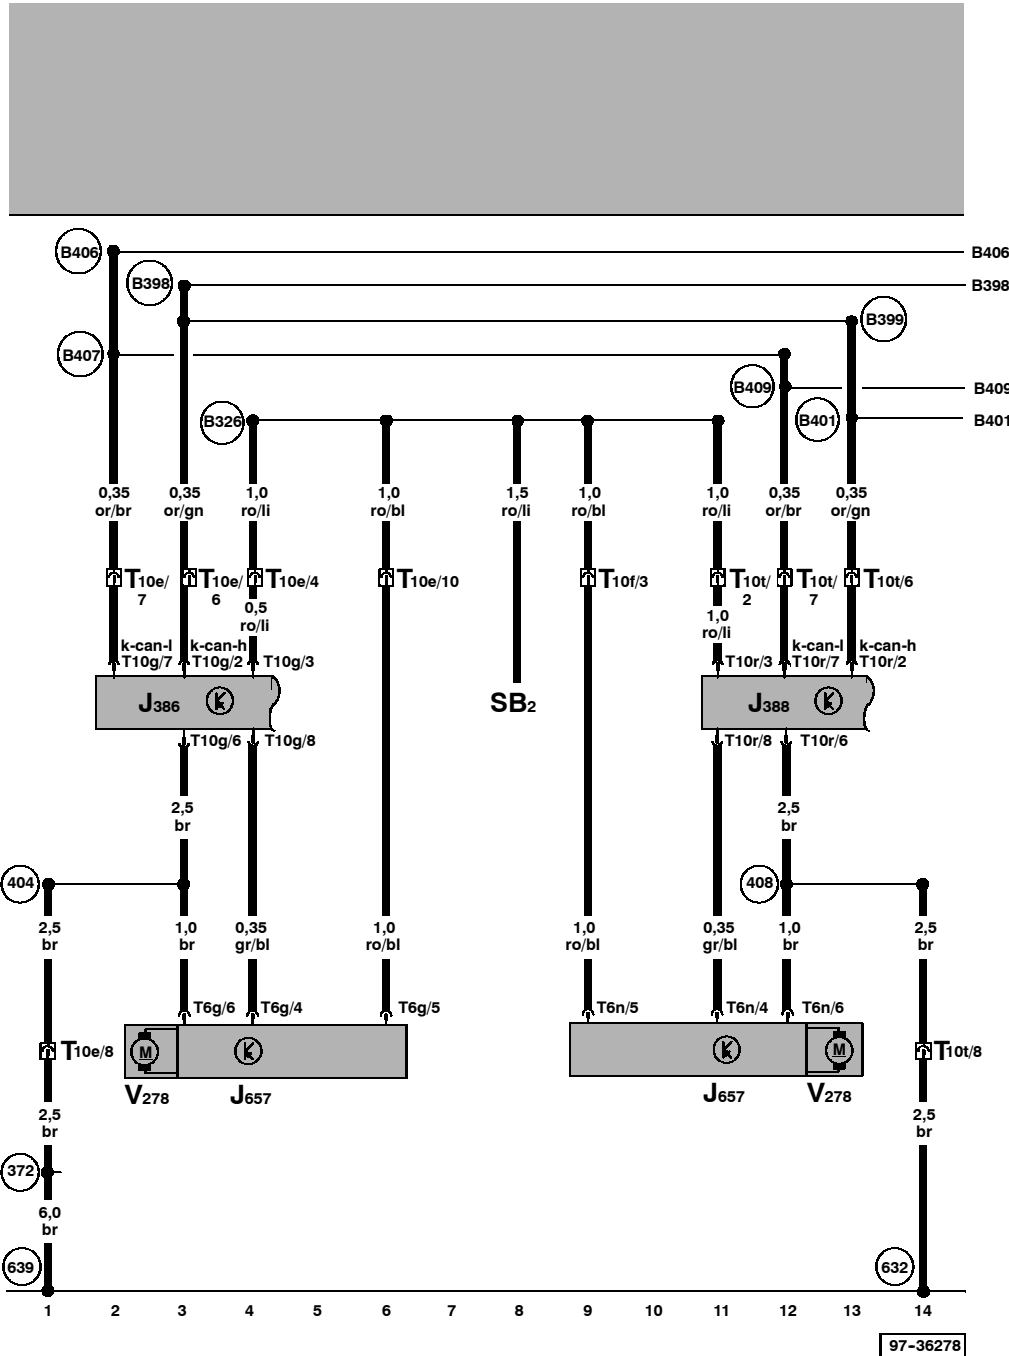 B406 B406
B398 B398
B399
B407
B409 B409
B326 B401 B401
0,35 0,35 1,0 1,0 1,5 1,0 1,0 0,35 0,35
or/br or/gn ro/li ro/bl ro/li ro/bl ro/li or/br or/gn
T10e/ T10e/ T10e/4 T10e/10 T10f/3 T10t/ T10t/ T10t/6
7 6 2 7
0,5 1,0
ro/li ro/li
k-can-l k-can-h k-can-l k-can-h
T10g/7 T10g/2 T10g/3 T10r/3 T10r/7 T10r/2
J386 SB2 J388
T10g/6 T10g/8 T10r/8 T10r/6
2,5 2,5
br br
404 408
2,5 1,0 0,35 1,0 1,0 0,35 1,0 2,5
br br gr/bl ro/bl ro/bl gr/bl br br
T6g/6 T6g/4 T6g/5 T6n/5 T6n/4 T6n/6
T10e/8 M M T10t/8
V278 J657 J657 V278
2,5 2,5
br br
372
6,0
br
639 632
1 2 3 4 5 6 7 8 9 10 11 12 13 14
97-36278